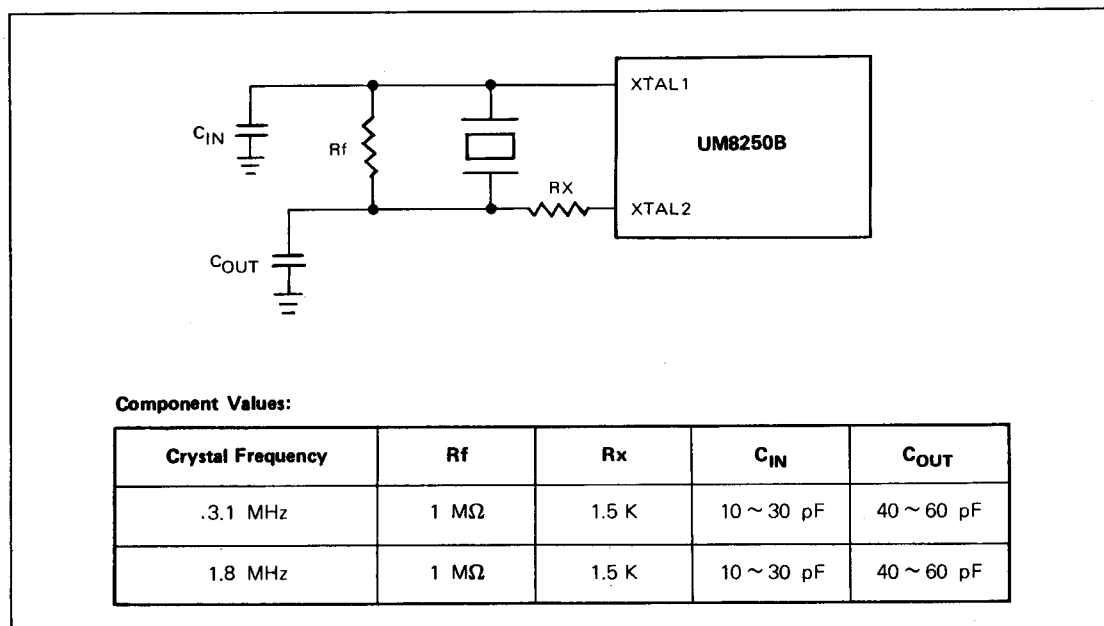 XTAL1
C_IN
Rf
UM8250B
RX
XTAL2
C_OUT
Component Values:
Crystal Frequency Rf Rx C_IN C_OUT
.3.1 MHz 1 MΩ 1.5 K 10 ~ 30 pF 40 ~ 60 pF
1.8 MHz 1 MΩ 1.5 K 10 ~ 30 pF 40 ~ 60 pF